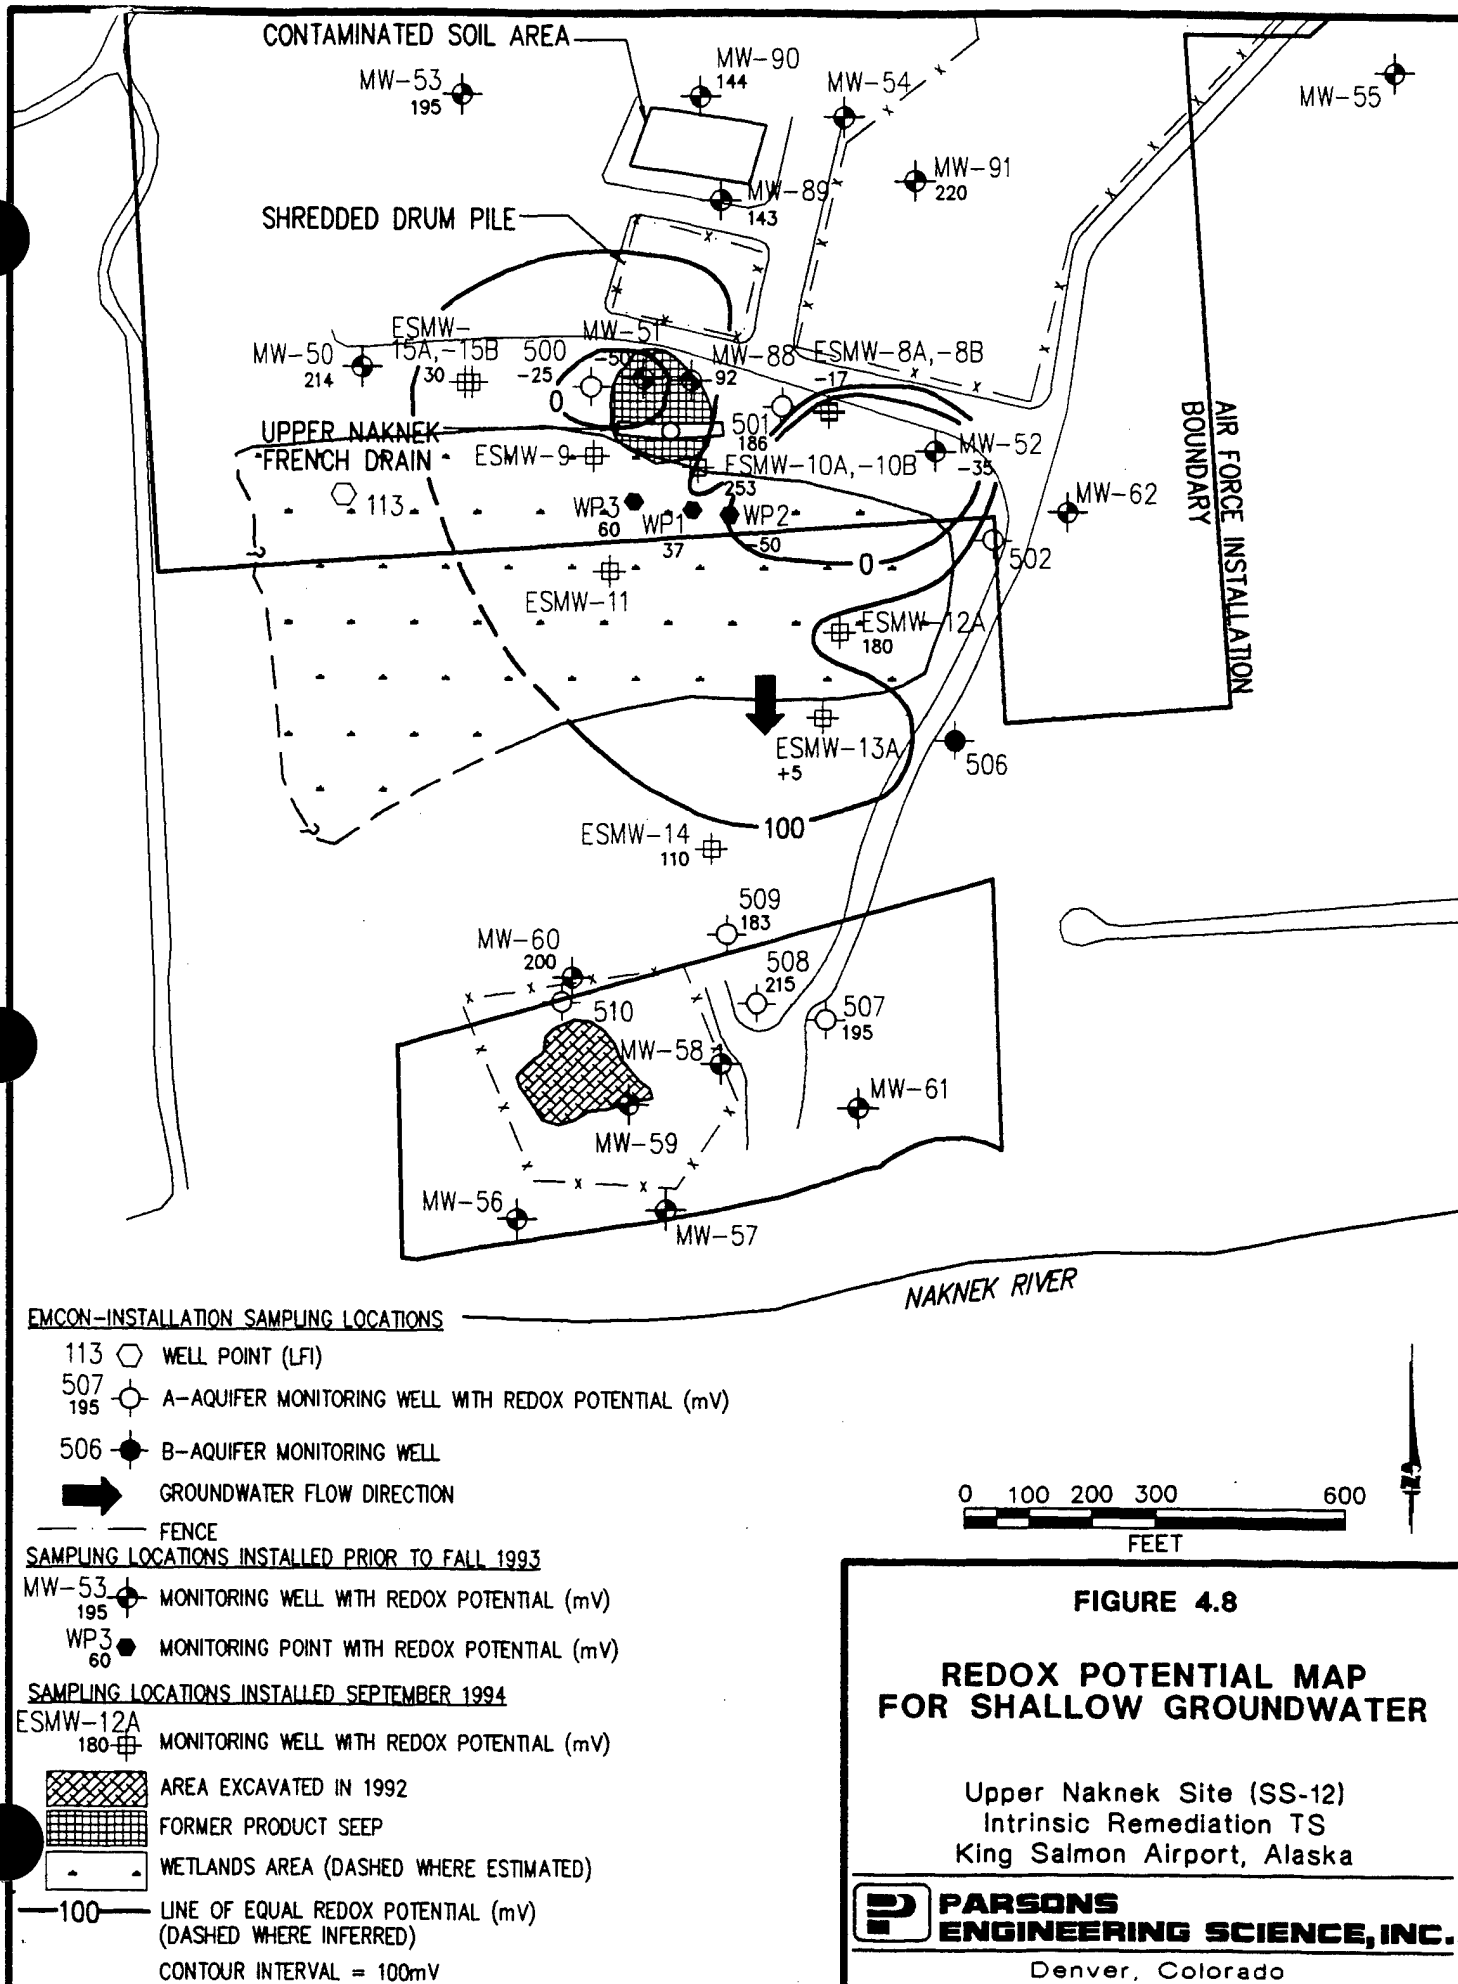 CONTAMINATED SOIL AREA
MW-53
195
MW-90
144
MW-54
MW-55
MW-91
220
MW-89
143
SHREDDED DRUM PILE
MW-50
214
ESMW-
15A,-15B
30
500
-25
MW-51
-50
MW-88
92
ESMW-8A,-8B
-17
0
501
186
UPPER NAKNEK
FRENCH DRAIN
ESMW-9
ESMW-10A,-10B
253
MW-52
-35
MW-62
AIR FORCE INSTALLATION
BOUNDARY
113
WP3
60
WP1
37
WP2
-50
502
0
?
ESMW-11
ESMW-12A
180
ESMW-13A
+5
506
?
100
ESMW-14
110
509
183
MW-60
200
508
215
510
507
195
MW-58
MW-61
MW-59
MW-56
MW-57
NAKNEK RIVER
EMCON-INSTALLATION SAMPLING LOCATIONS
113 WELL POINT (LFI)
507
195 A-AQUIFER MONITORING WELL WITH REDOX POTENTIAL (mV)
506 B-AQUIFER MONITORING WELL
GROUNDWATER FLOW DIRECTION
FENCE
SAMPLING LOCATIONS INSTALLED PRIOR TO FALL 1993
MW-53
195 MONITORING WELL WITH REDOX POTENTIAL (mV)
WP3
60 MONITORING POINT WITH REDOX POTENTIAL (mV)
SAMPLING LOCATIONS INSTALLED SEPTEMBER 1994
ESMW-12A
180 MONITORING WELL WITH REDOX POTENTIAL (mV)
AREA EXCAVATED IN 1992
FORMER PRODUCT SEEP
WETLANDS AREA (DASHED WHERE ESTIMATED)
100 LINE OF EQUAL REDOX POTENTIAL (mV)
(DASHED WHERE INFERRED)
CONTOUR INTERVAL = 100mV
0 100 200 300 600
FEET
N
FIGURE 4.8
REDOX POTENTIAL MAP
FOR SHALLOW GROUNDWATER
Upper Naknek Site (SS-12)
Intrinsic Remediation TS
King Salmon Airport, Alaska
PARSONS
ENGINEERING SCIENCE, INC.
Denver, Colorado